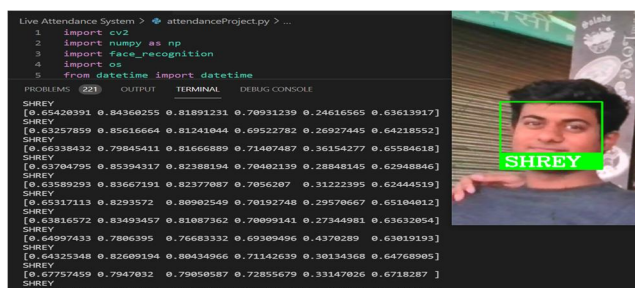 Live Attendance System > attendanceProject.py > ...
1 import cv2
2 import numpy as np
3 import face_recognition
4 import os
5 from datetime import datetime
PROBLEMS 221 OUTPUT TERMINAL DEBUG CONSOLE
SHREY
[0.65420391 0.84360255 0.81891231 0.70931239 0.24616565 0.63613917]
SHREY
[0.63257859 0.85616664 0.81241044 0.69522782 0.26927445 0.64218552]
SHREY
[0.66338432 0.79845411 0.81666889 0.71407487 0.36154277 0.65584618]
SHREY
[0.63704795 0.85394317 0.82388194 0.70402139 0.28848145 0.62948846]
SHREY
[0.63589293 0.83667191 0.82377087 0.7056207 0.31222395 0.62444519]
SHREY
[0.65317113 0.8293572 0.80902549 0.70192748 0.29570667 0.65104012]
SHREY
[0.63816572 0.83493457 0.81087362 0.70099141 0.27344981 0.63632054]
SHREY
[0.64997433 0.7806395 0.76683332 0.69309496 0.4370289 0.63019193]
SHREY
[0.64325348 0.82609194 0.80434966 0.71142639 0.30134368 0.64768905]
SHREY
[0.67757459 0.7947032 0.79050587 0.72855679 0.33147026 0.6718287 ]
SHREY
SHREY